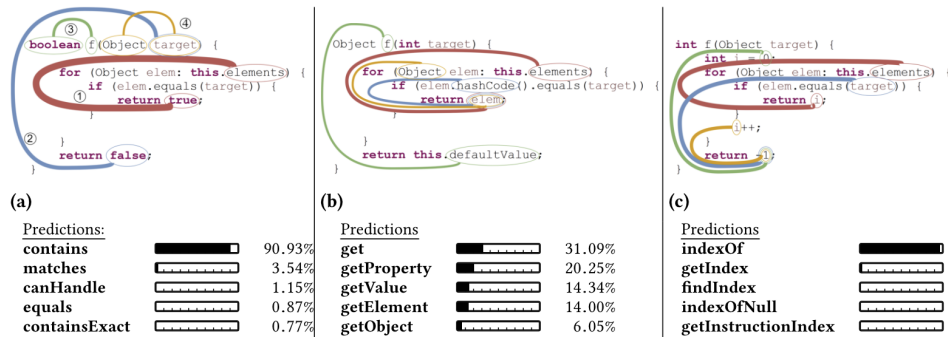 ③ ④
boolean f(Object target) {
for (Object elem: this.elements) {
if (elem.equals(target)) {
① return true;
}
②
}
return false;
}
(a)
Predictions:
contains 90.93%
matches 3.54%
canHandle 1.15%
equals 0.87%
containsExact 0.77%
Object f(int target) {
for (Object elem: this.elements) {
if (elem.hashCode().equals(target)) {
return elem;
}
}
return this.defaultValue;
}
(b)
Predictions
get 31.09%
getProperty 20.25%
getValue 14.34%
getElement 14.00%
getObject 6.05%
int f(Object target) {
int i = 0;
for (Object elem: this.elements) {
if (elem.equals(target)) {
return i;
}
i++;
}
return -1;
}
(c)
Predictions
indexOf
getIndex
findIndex
indexOfNull
getInstructionIndex